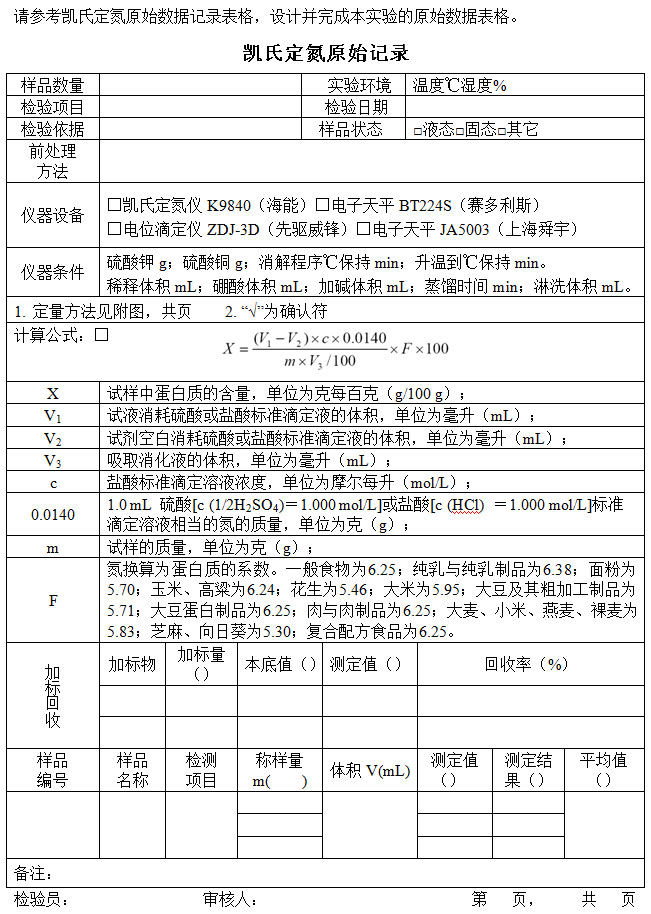 请参考凯氏定氮原始数据记录表格，设计并完成本实验的原始数据表格。
凯氏定氮原始记录
样品数量 实验环境 温度℃湿度%
检验项目 检验日期
检验依据 样品状态 □液态□固态□其它
前处理
方法
仪器设备
□凯氏定氮仪 K9840（海能）□电子天平 BT224S（赛多利斯）
□电位滴定仪 ZDJ-3D（先驱威锋）□电子天平 JA5003（上海舜宇）
仪器条件
硫酸钾 g；硫酸铜 g；消解程序℃保持 min；升温到℃保持 min。
稀释体积 mL；硼酸体积 mL；加碱体积 mL；蒸馏时间 min；淋洗体积 mL。
1. 定量方法见附图，共页 2. “√”为确认符
计算公式：□
X = (V₁ − V₂) × c × 0.0140 / m × V₃ / 100 × F × 100
X 试样中蛋白质的含量，单位为克每百克（g/100 g）；
V₁ 试液消耗硫酸或盐酸标准滴定液的体积，单位为毫升（mL）；
V₂ 试剂空白消耗硫酸或盐酸标准滴定液的体积，单位为毫升（mL）；
V₃ 吸取消化液的体积，单位为毫升（mL）；
c 盐酸标准滴定溶液浓度，单位为摩尔每升（mol/L）；
0.0140
1.0 mL 硫酸[c (1/2H₂SO₄)＝1.000 mol/L]或盐酸[c (HCl) ＝1.000 mol/L]标准
滴定溶液相当的氮的质量，单位为克（g）；
m 试样的质量，单位为克（g）；
F
氮换算为蛋白质的系数。一般食物为6.25；纯乳与纯乳制品为6.38；面粉为
5.70；玉米、高粱为6.24；花生为5.46；大米为5.95；大豆及其粗加工制品为
5.71；大豆蛋白制品为6.25；肉与肉制品为6.25；大麦、小米、燕麦、裸麦为
5.83；芝麻、向日葵为5.30；复合配方食品为6.25。
加标回收
加标物 加标量（） 本底值（） 测定值（） 回收率（%）
样品编号 样品名称 检测项目 称样量 m( ) 体积 V(mL) 测定值（） 测定结果（） 平均值（）
备注：
检验员： 审核人： 第 页， 共 页